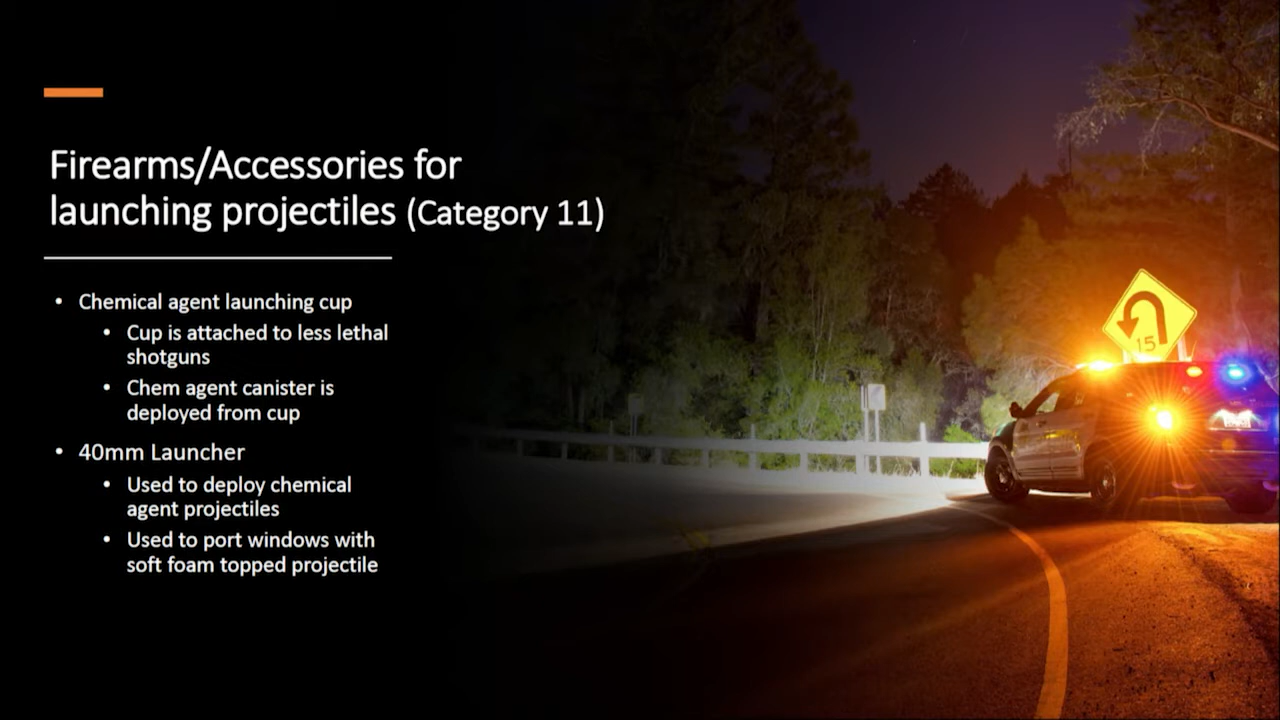 Firearms/Accessories for
launching projectiles (Category 11)
• Chemical agent launching cup
• Cup is attached to less lethal
shotguns
• Chem agent canister is
deployed from cup
• 40mm Launcher
• Used to deploy chemical
agent projectiles
• Used to port windows with
soft foam topped projectile
15